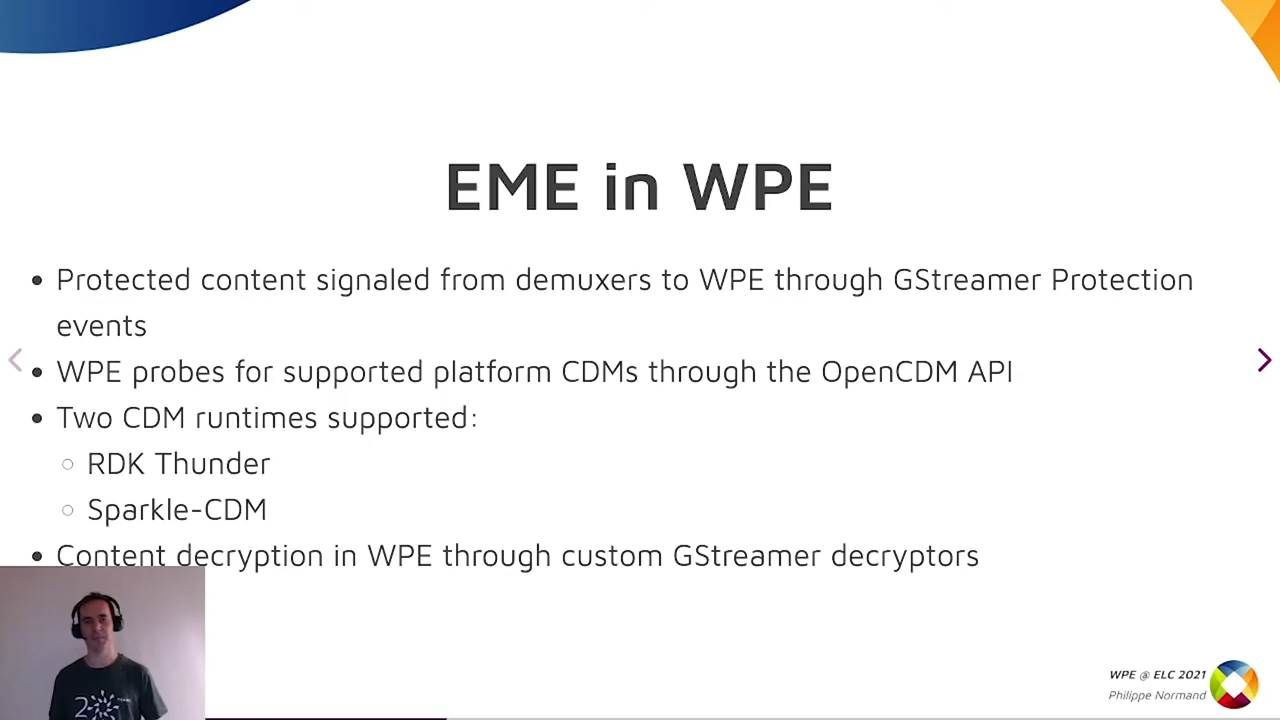 EME in WPE
Protected content signaled from demuxers to WPE through GStreamer Protection
events
WPE probes for supported platform CDMs through the OpenCDM API
Two CDM runtimes supported:
RDK Thunder
Sparkle-CDM
Content decryption in WPE through custom GStreamer decryptors
WPE @ ELC 2021
Philippe Normand